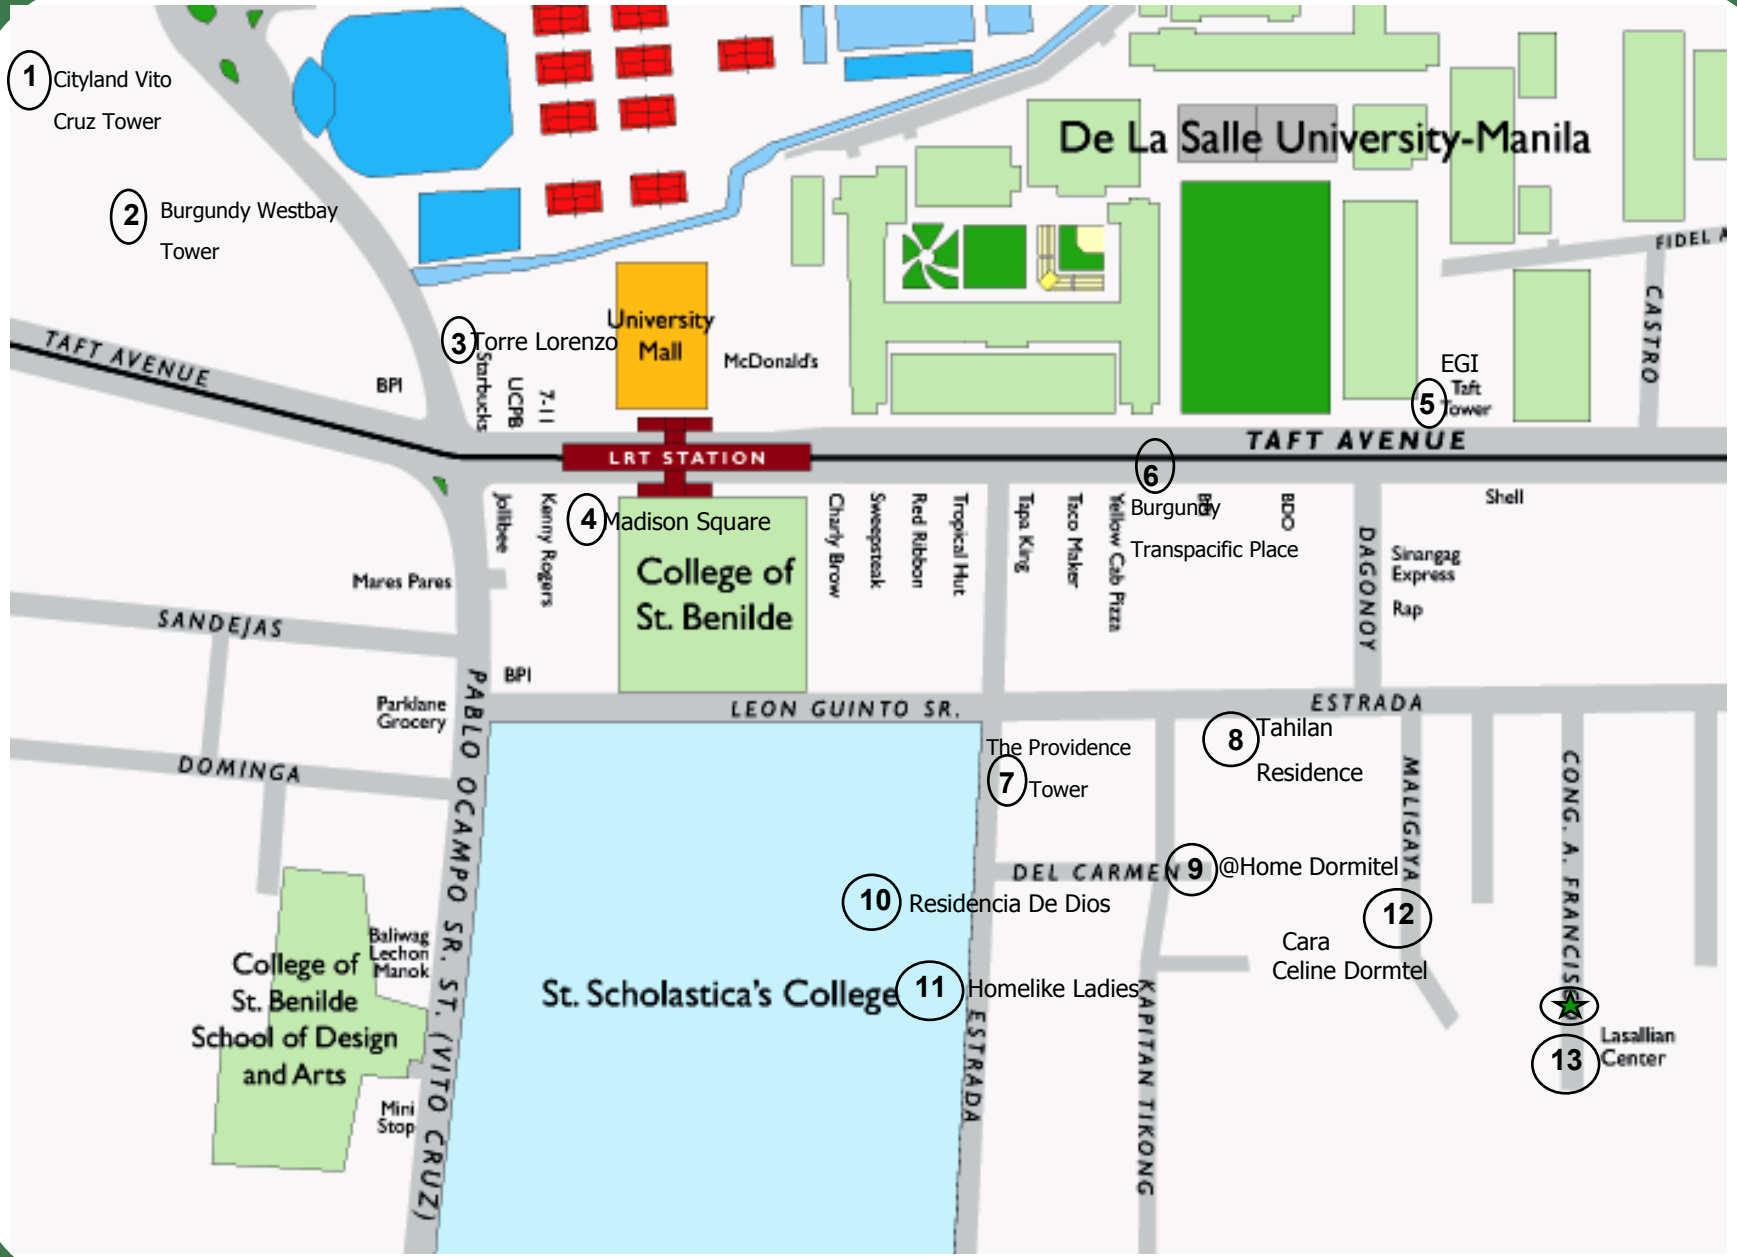 1
Cityland Vito
Cruz Tower
De La Salle University-Manila
2
Burgundy Westbay
Tower
FIDEL A
CASTRO
TAFT AVENUE
BPI
3
Torre Lorenzo
Starbucks
UCPB
7-11
University
Mall
McDonald's
EGI
Taft
Tower
5
TAFT AVENUE
LRT STATION
6
Burgundy
Transpacific Place
Jollibee
Kenny Rogers
4
Madison Square
College of
St. Benilde
Charly Brow
Sweepsteak
Red Ribbon
Tropical Hut
Tapa King
Taco Maker
Yellow Cab Pizza
BDO
DAGONOY
Shell
Sinangag
Express
Rap
Mares Pares
SANDEJAS
BPI
Parklane
Grocery
LEON GUINTO SR.
ESTRADA
DOMINGA
PABLO OCAMPO SR. ST. (VITO CRUZ)
The Providence
7
Tower
8
Tahilan
Residence
MALIGAYA
CONG. A. FRANCISCO
DEL CARMEN
9
@Home Dormitel
10
Residencia De Dios
12
Cara
Celine Dormtel
St. Scholastica's College
11
Homelike Ladies
ESTRADA
KAPITAN TIKONG
Baliwag
Lechon
Manok
College of
St. Benilde
School of Design
and Arts
Mini
Stop
13
Lasallian
Center